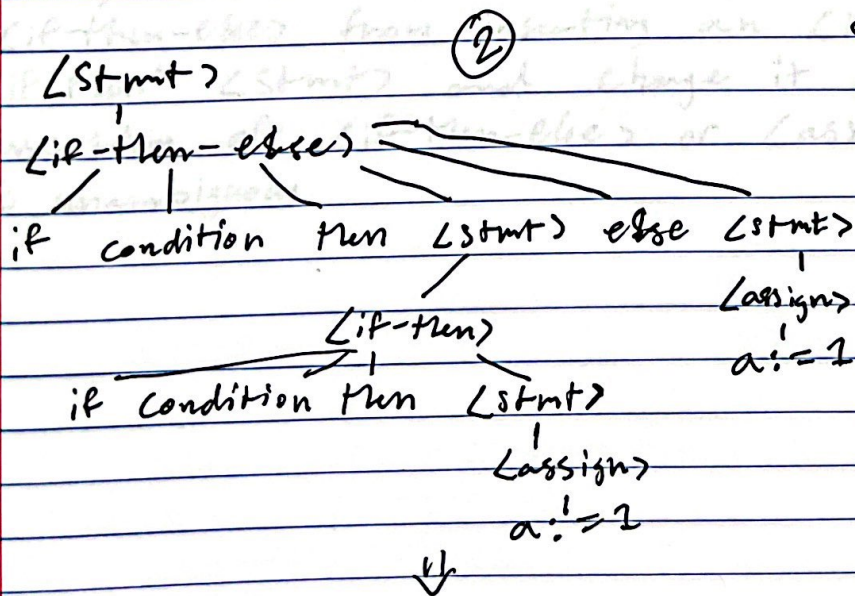 ②
<Stmt>
<if-then-else>
if condition then <stmt> else <stmt>
<if-then> <assign>
a:=1
if condition then <stmt>
<assign>
a:=1